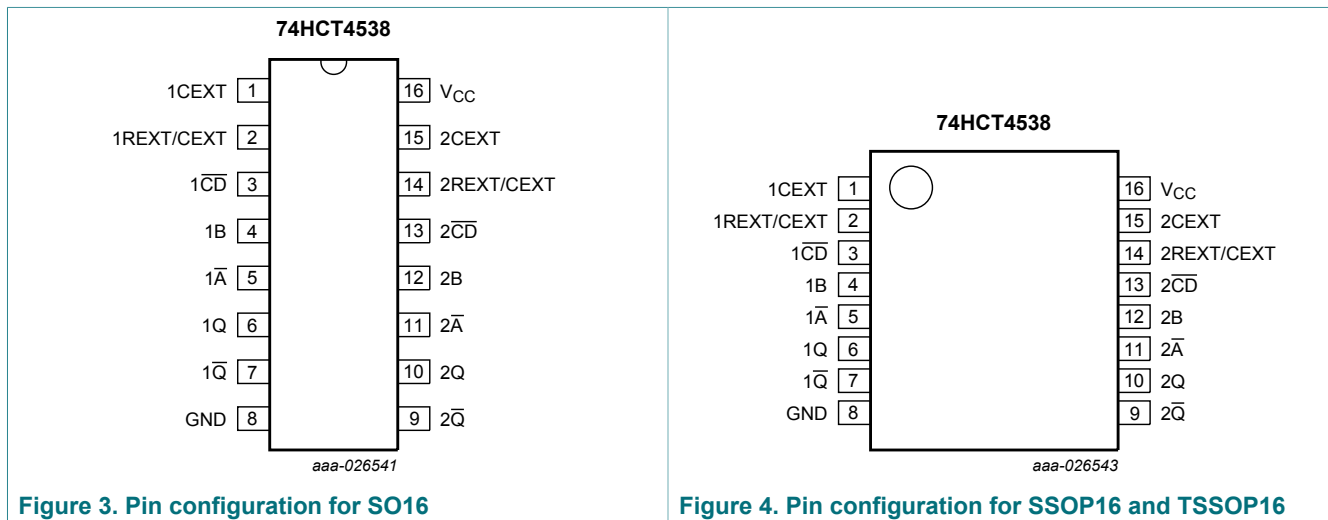 74HCT4538
1CEXT 1 16 VCC
1REXT/CEXT 2 15 2CEXT
1C̅D̅ 3 14 2REXT/CEXT
1B 4 13 2C̅D̅
1A̅ 5 12 2B
1Q 6 11 2A̅
1Q̅ 7 10 2Q
GND 8 9 2Q̅
aaa-026541
Figure 3. Pin configuration for SO16
74HCT4538
1CEXT 1 16 VCC
1REXT/CEXT 2 15 2CEXT
1C̅D̅ 3 14 2REXT/CEXT
1B 4 13 2C̅D̅
1A̅ 5 12 2B
1Q 6 11 2A̅
1Q̅ 7 10 2Q
GND 8 9 2Q̅
aaa-026543
Figure 4. Pin configuration for SSOP16 and TSSOP16